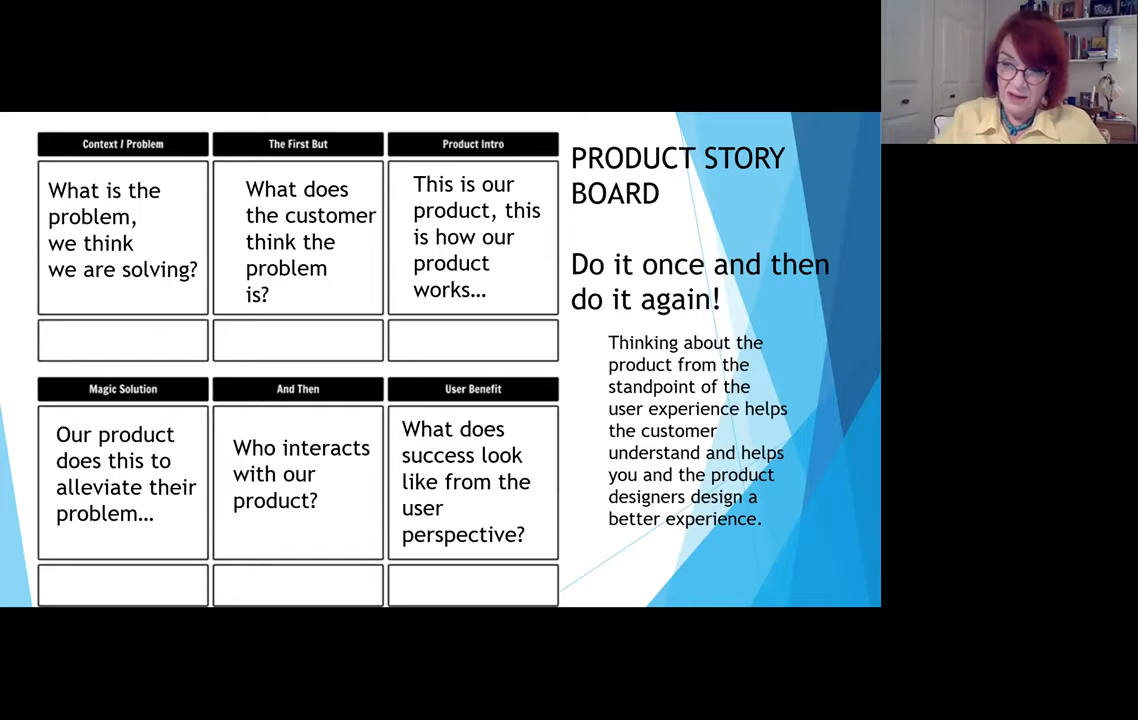 Context / Problem
The First But
Product Intro
What is the
problem,
we think
we are solving?
What does
the customer
think the
problem
is?
This is our
product, this
is how our
product
works...
Magic Solution
And Then
User Benefit
Our product
does this to
alleviate their
problem...
Who interacts
with our
product?
What does
success look
like from the
user
perspective?
PRODUCT STORY
BOARD
Do it once and then
do it again!
Thinking about the
product from the
standpoint of the
user experience helps
the customer
understand and helps
you and the product
designers design a
better experience.